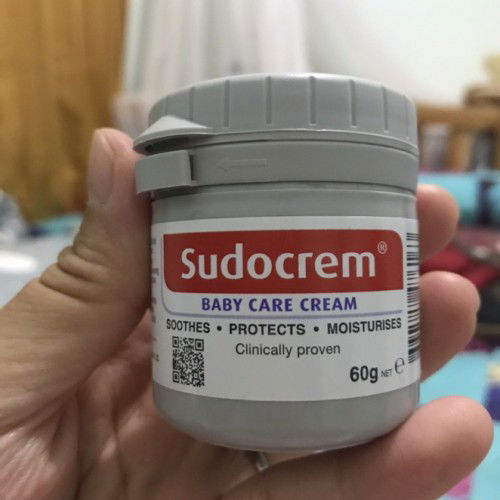 Sudocrem®
BABY CARE CREAM
SOOTHES • PROTECTS • MOISTURISES
Clinically proven
60g NET ℮